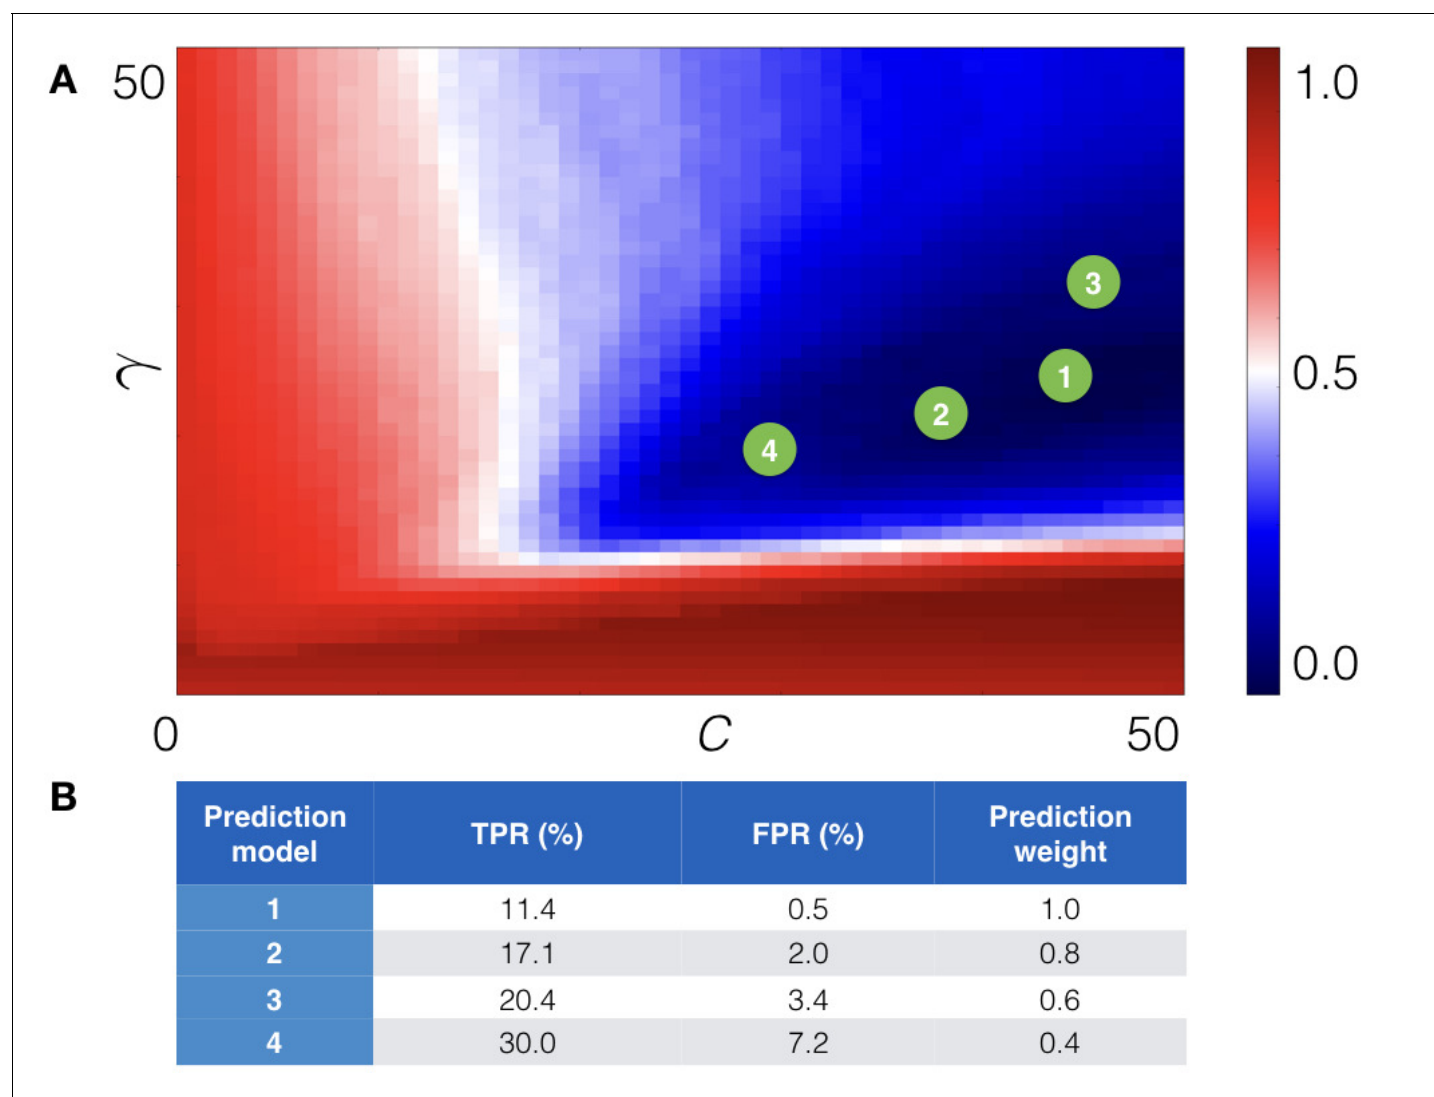 A
50
1.0
γ
0.5
3
1
2
4
0.0
0
C
50
B
Prediction model
TPR (%)
FPR (%)
Prediction weight
1 11.4 0.5 1.0
2 17.1 2.0 0.8
3 20.4 3.4 0.6
4 30.0 7.2 0.4